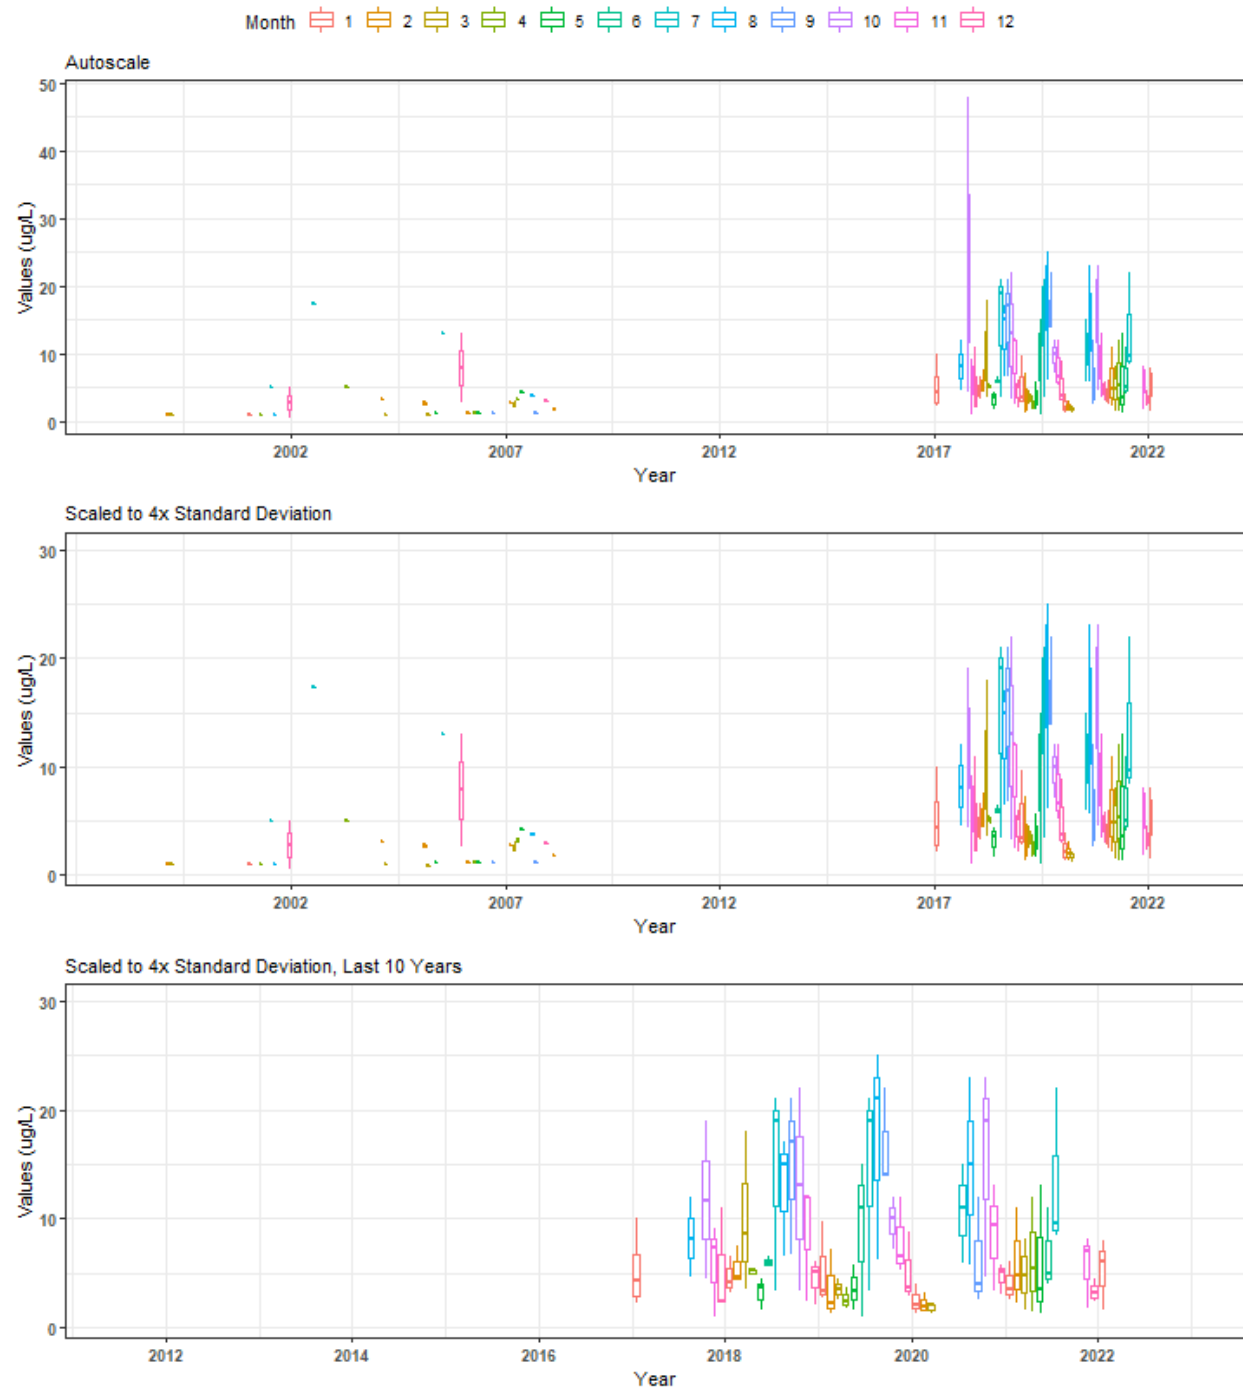 Month 1 2 3 4 5 6 7 8 9 10 11 12
Autoscale
50
40
30
20
10
0
Values (ug/L)
2002 2007 2012 2017 2022
Year
Scaled to 4x Standard Deviation
30
20
10
0
Values (ug/L)
2002 2007 2012 2017 2022
Year
Scaled to 4x Standard Deviation, Last 10 Years
30
20
10
0
Values (ug/L)
2012 2014 2016 2018 2020 2022
Year